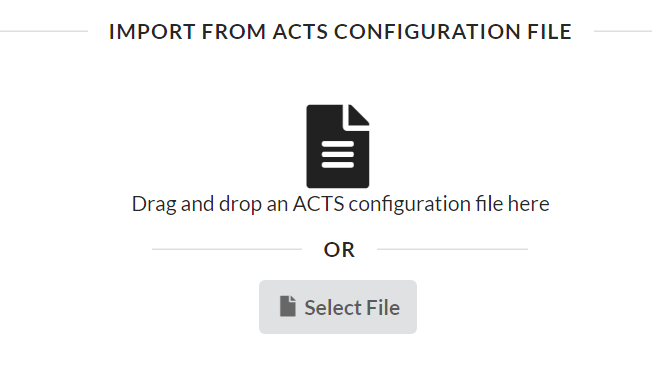 IMPORT FROM ACTS CONFIGURATION FILE
Drag and drop an ACTS configuration file here
OR
Select File